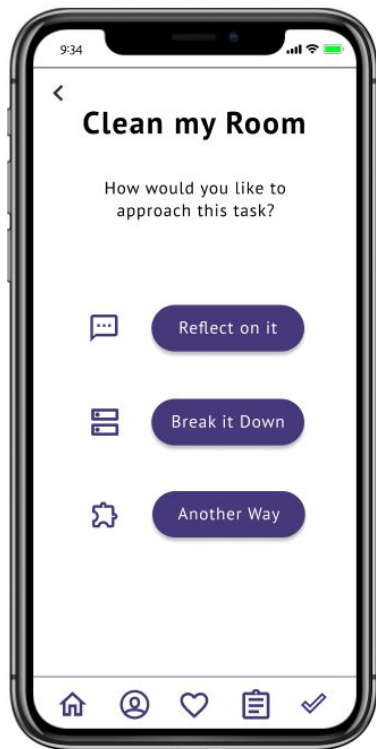 9:34
Clean my Room
How would you like to
approach this task?
Reflect on it
Break it Down
Another Way